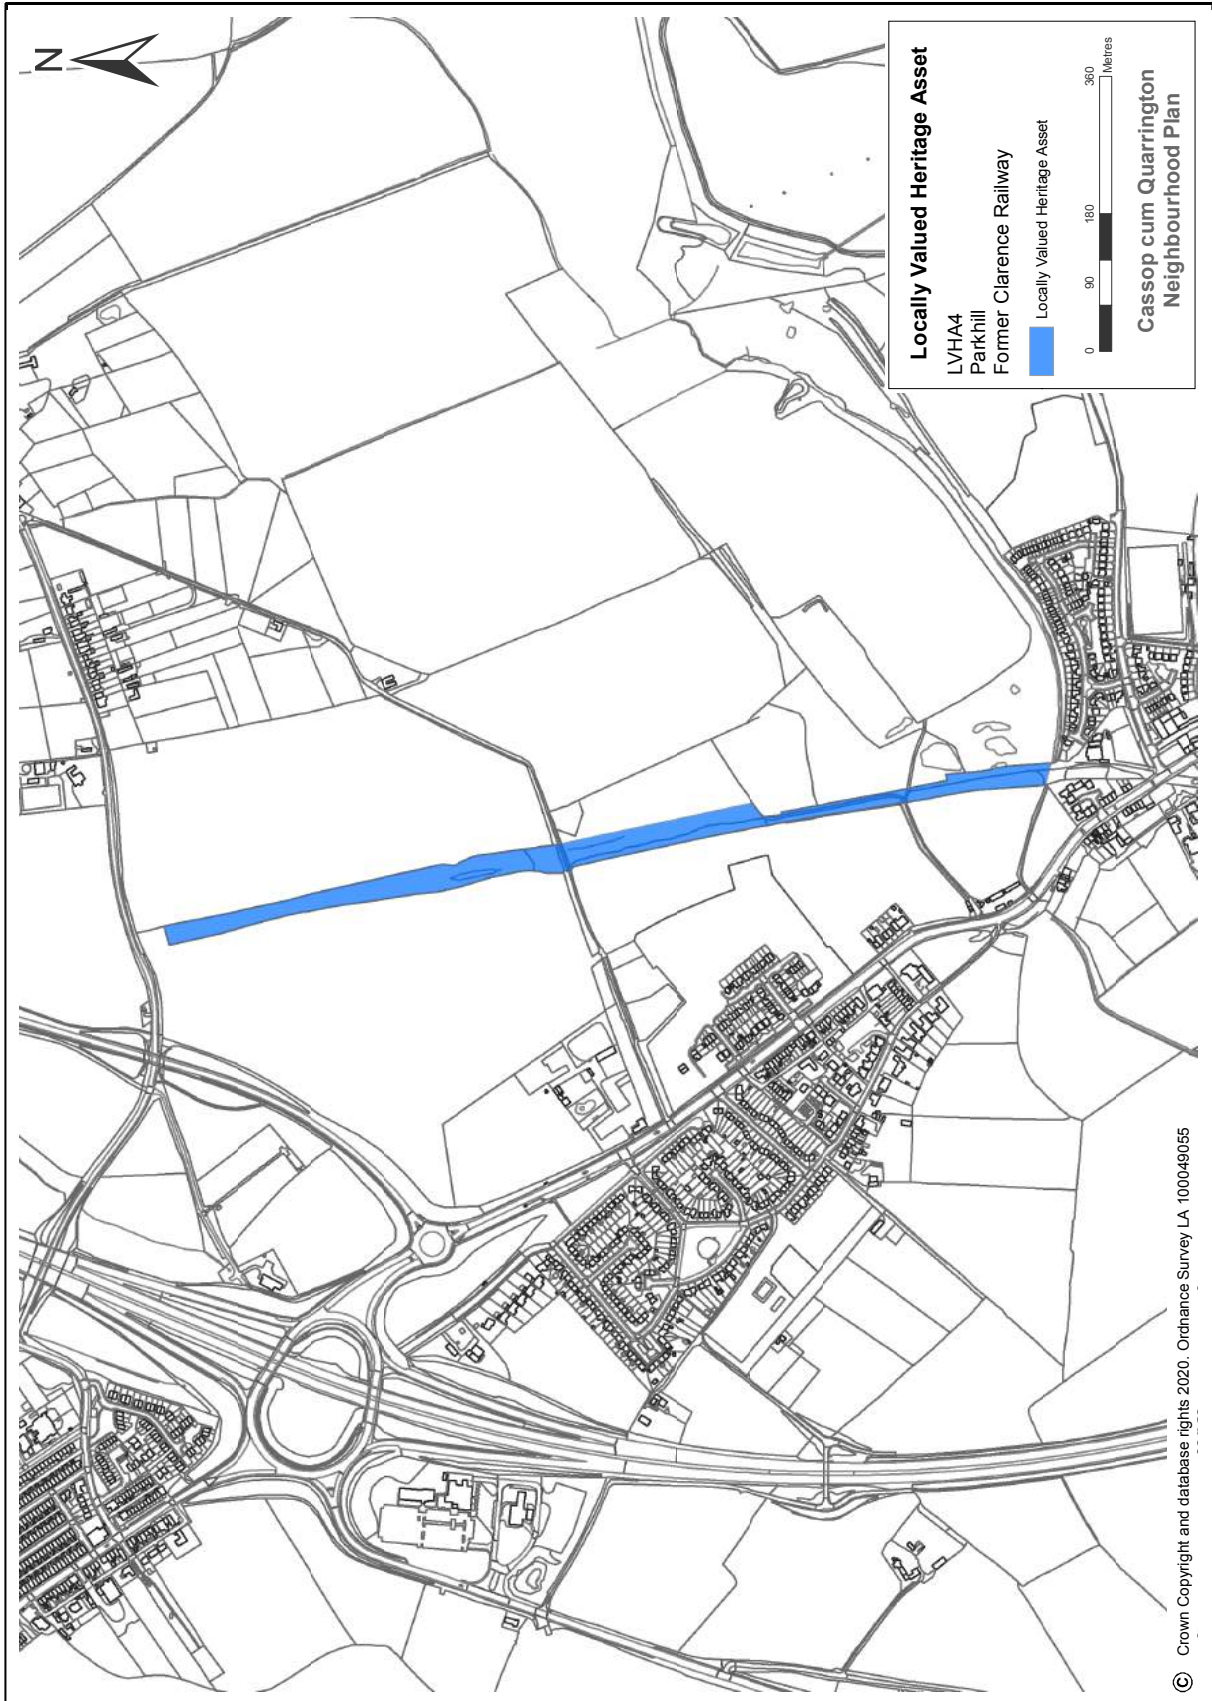 N
Locally Valued Heritage Asset
LVHA4
Parkhill
Former Clarence Railway
Locally Valued Heritage Asset
0 90 180 360
Metres
Cassop cum Quarrington
Neighbourhood Plan
© Crown Copyright and database rights 2020. Ordnance Survey LA 100049055